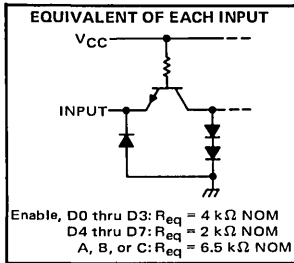 EQUIVALENT OF EACH INPUT
VCC
INPUT
Enable, D0 thru D3: Req = 4 kΩ NOM
D4 thru D7: Req = 2 kΩ NOM
A, B, or C: Req = 6.5 kΩ NOM